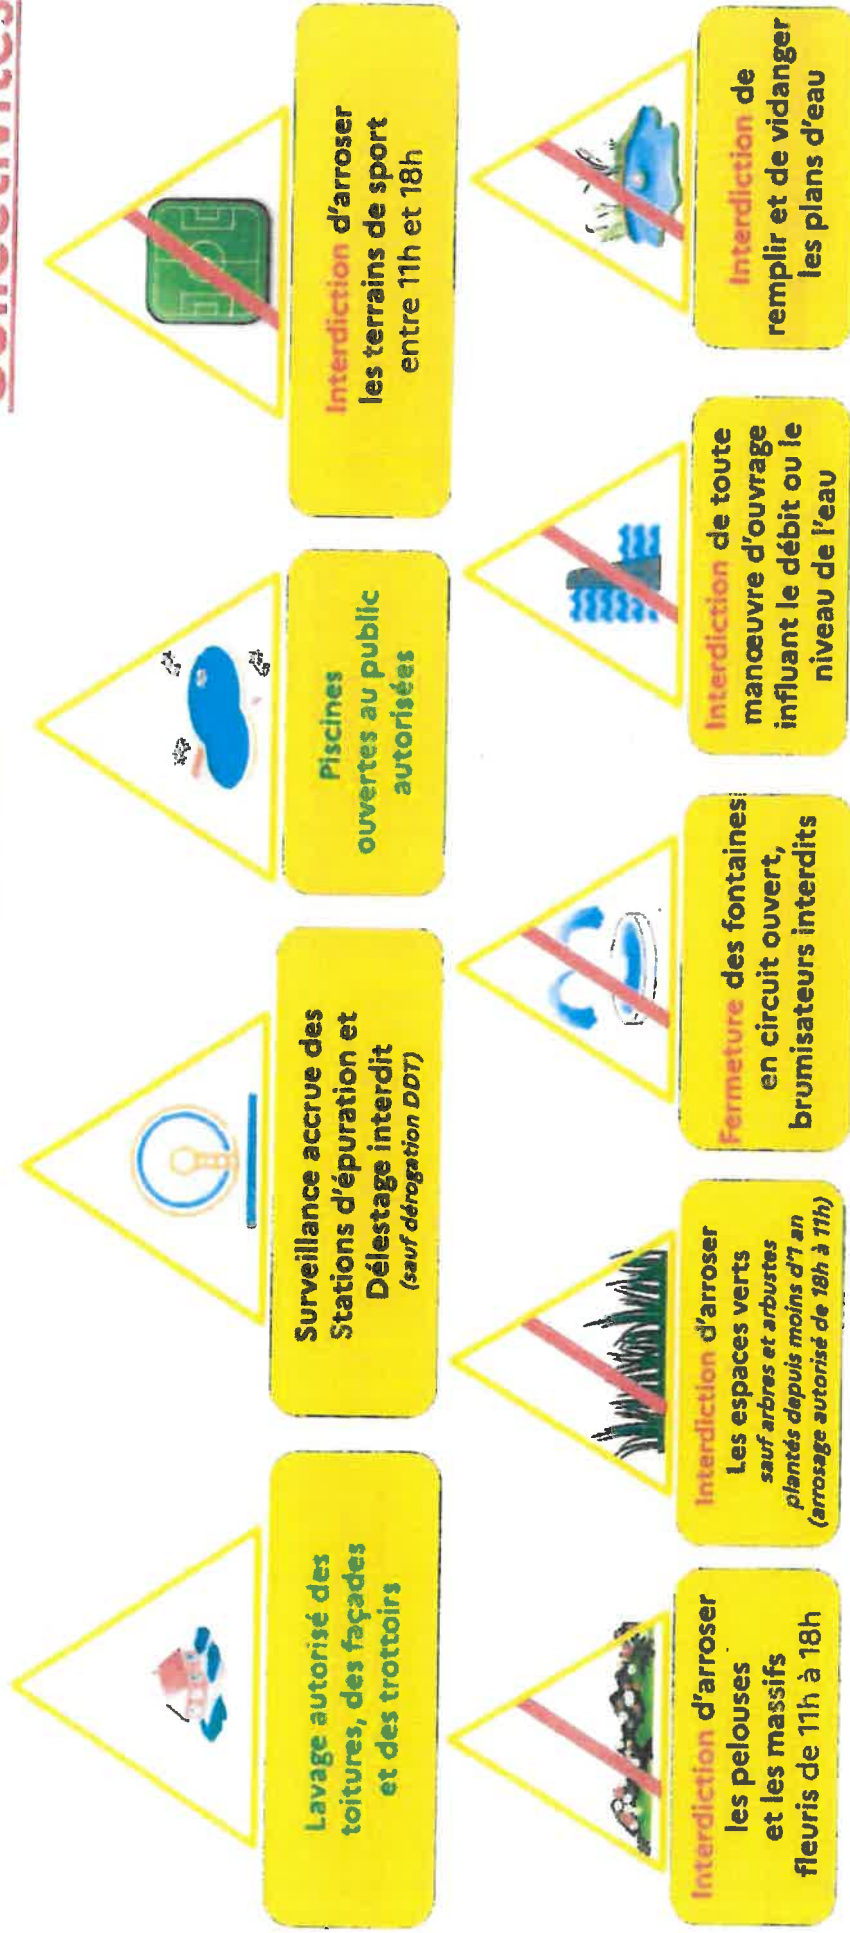 Collectivités
Lavage autorisé des
toitures, des façades
et des trottoirs
Surveillance accrue des
Stations d'épuration et
Délestage interdit
(sauf dérogation DDT)
Piscines
ouvertes au public
autorisées
Interdiction d'arroser
les terrains de sport
entre 11h et 18h
Interdiction d'arroser
les pelouses
et les massifs
fleuris de 11h à 18h
Interdiction d'arroser
Les espaces verts
sauf arbres et arbustes
plantés depuis moins d'1 an
(arrosage autorisé de 18h à 11h)
Fermeture des fontaines
en circuit ouvert,
brumisateurs interdits
Interdiction de toute
manœuvre d'ouvrage
influant le débit ou le
niveau de l'eau
Interdiction de
remplir et de vidanger
les plans d'eau